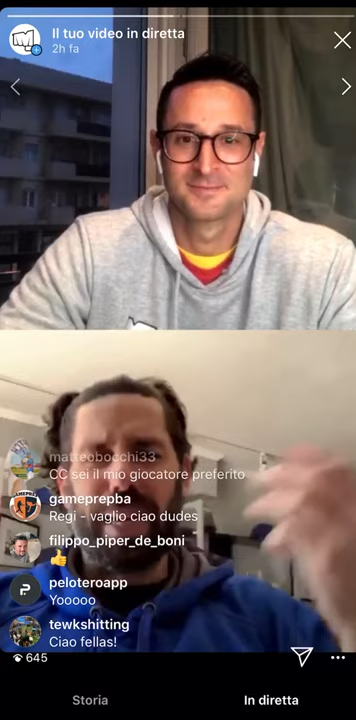 Il tuo video in diretta
2h fa
matteobocchi33
CC sei il mio giocatore preferito
GAMEPREP
gameprepba
Regi - vaglio ciao dudes
filippo_piper_de_boni
👍
peloteroapp
Yooooo
tewkshitting
Ciao fellas!
645
Storia
In diretta